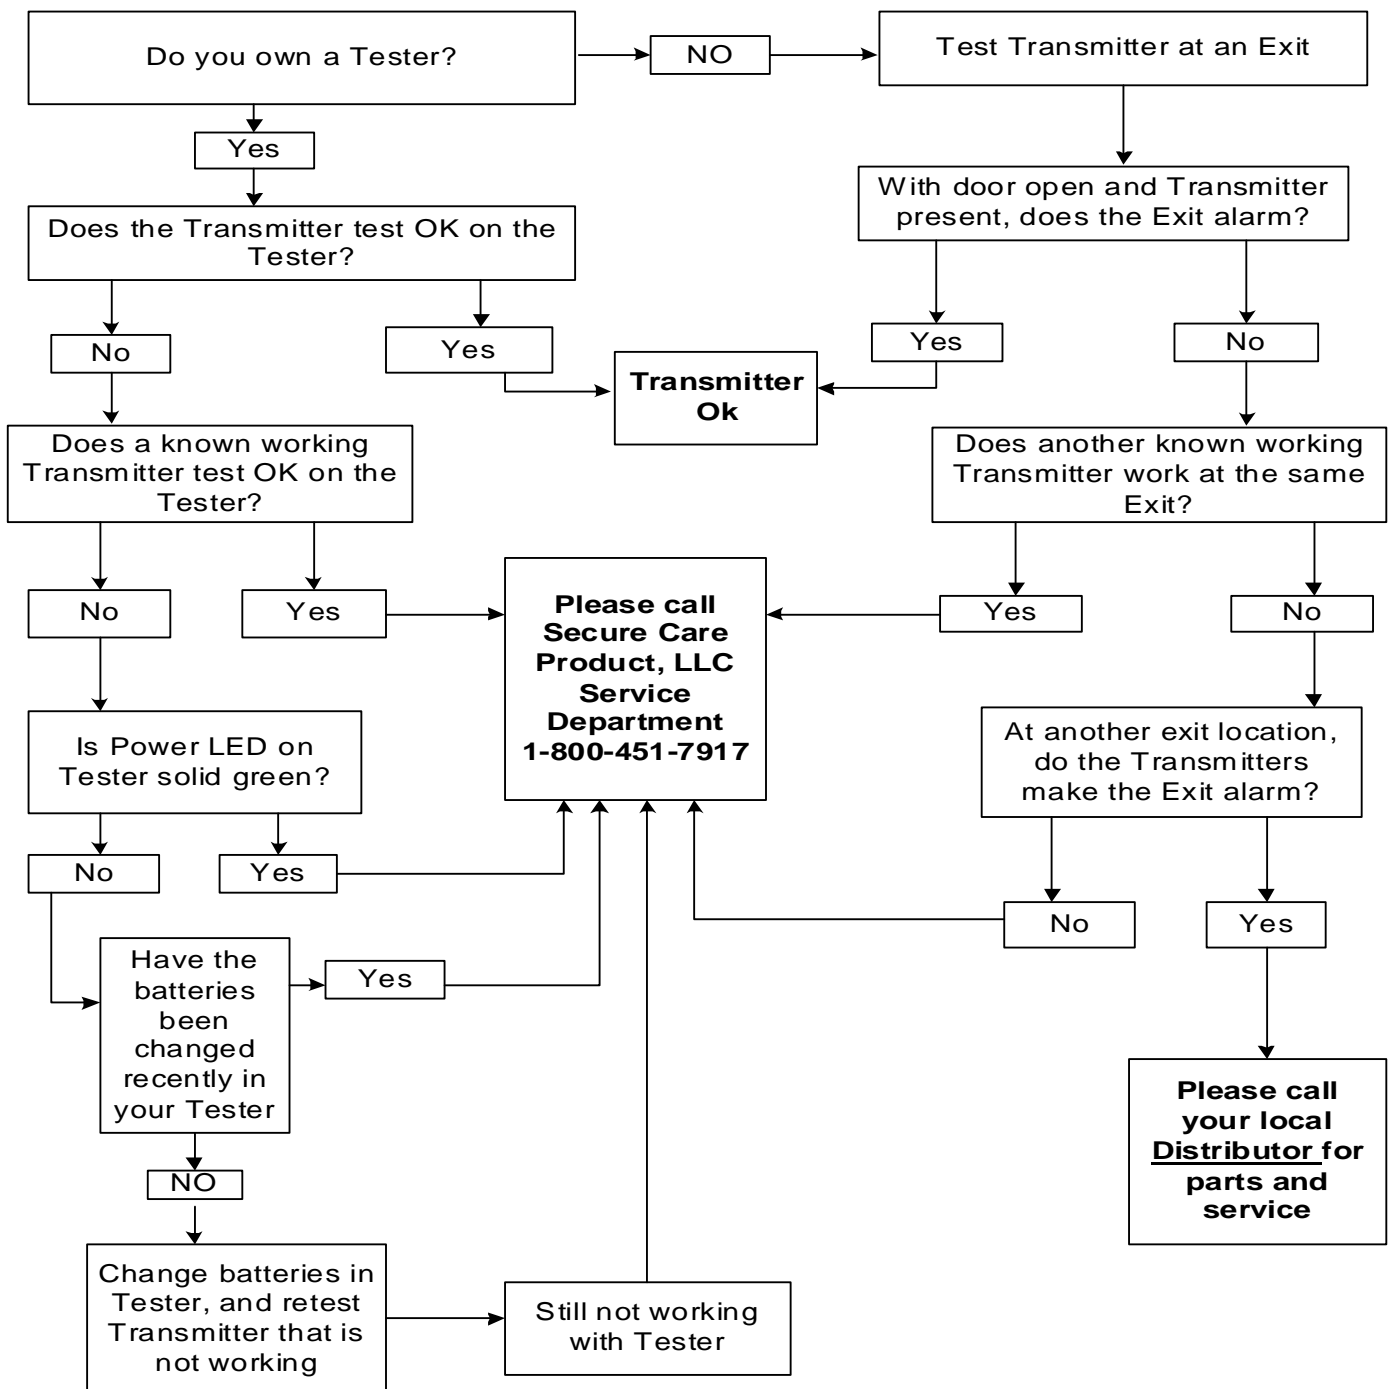 Do you own a Tester?
NO
Test Transmitter at an Exit
Yes
With door open and Transmitter
present, does the Exit alarm?
Does the Transmitter test OK on the
Tester?
No
Yes
Yes
No
Transmitter
Ok
Does a known working
Transmitter test OK on the
Tester?
Does another known working
Transmitter work at the same
Exit?
No
Yes
Please call
Secure Care
Product, LLC
Service
Department
1-800-451-7917
Yes
No
Is Power LED on
Tester solid green?
At another exit location,
do the Transmitters
make the Exit alarm?
No
Yes
No
Yes
Have the
batteries
been
changed
recently in
your Tester
Yes
Please call
your local
Distributor for
parts and
service
NO
Change batteries in
Tester, and retest
Transmitter that is
not working
Still not working
with Tester